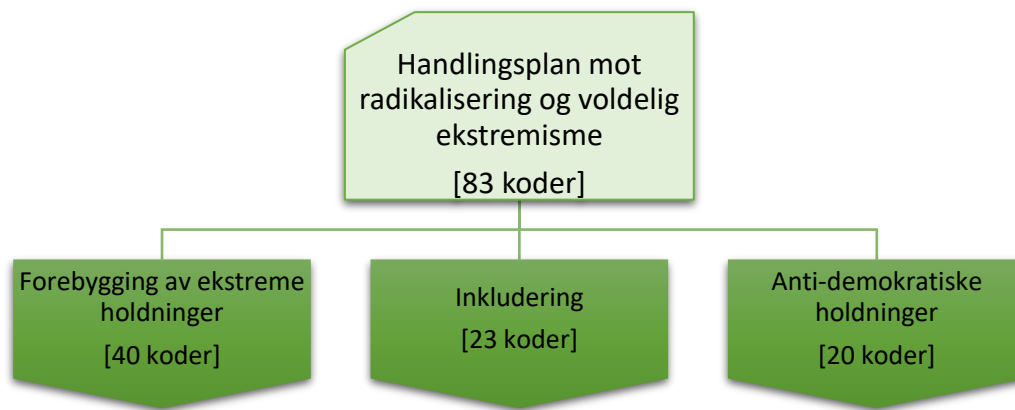 Handlingsplan mot
radikalisering og voldelig
ekstremisme
[83 koder]
Forebygging av ekstreme
holdninger
[40 koder]
Inkludering
[23 koder]
Anti-demokratiske
holdninger
[20 koder]